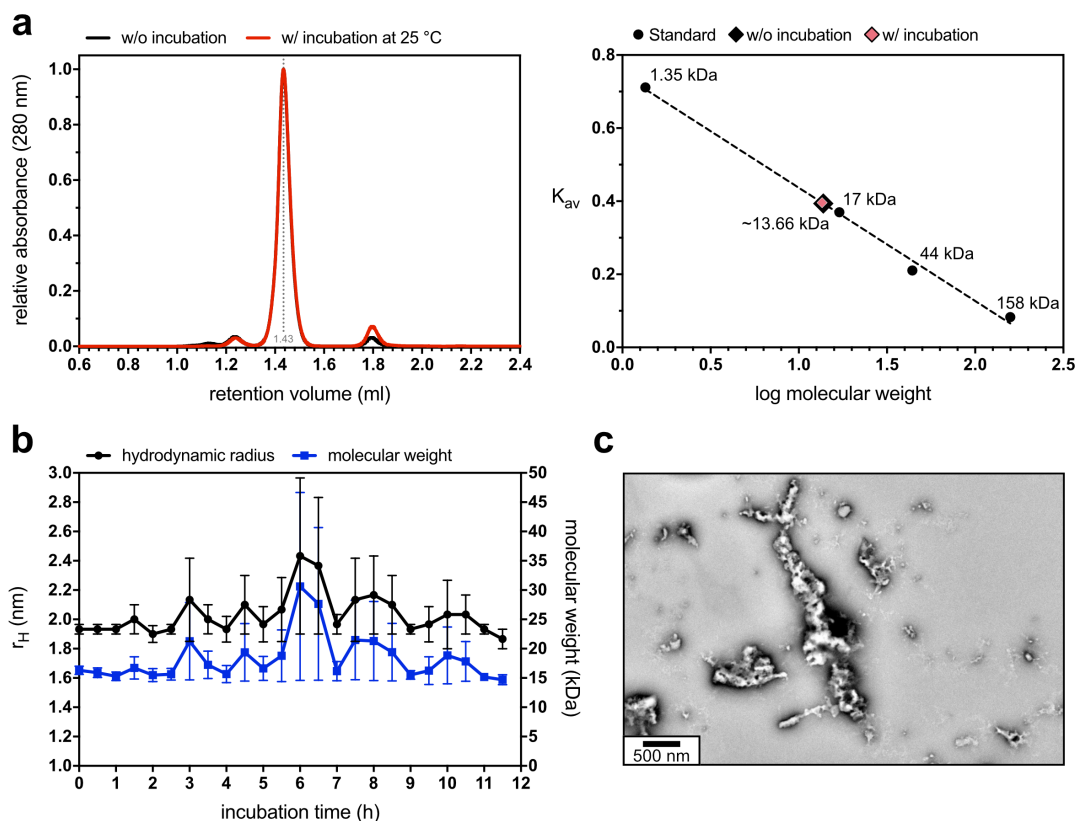 a
w/o incubation w/ incubation at 25 °C
relative absorbance (280 nm)
1.0
0.8
0.6
0.4
0.2
0.0
1.43
0.6 0.8 1.0 1.2 1.4 1.6 1.8 2.0 2.2 2.4
retention volume (ml)
Standard w/o incubation w/ incubation
K_av
0.8
0.6
0.4
0.2
0.0
1.35 kDa
17 kDa
~13.66 kDa
44 kDa
158 kDa
0.0 0.5 1.0 1.5 2.0 2.5
log molecular weight
b
hydrodynamic radius molecular weight
r_H (nm)
3.0
2.8
2.6
2.4
2.2
2.0
1.8
1.6
1.4
1.2
1.0
50
45
40
35
30
25
20
15
10
5
0
molecular weight (kDa)
0 1 2 3 4 5 6 7 8 9 10 11 12
incubation time (h)
c
500 nm